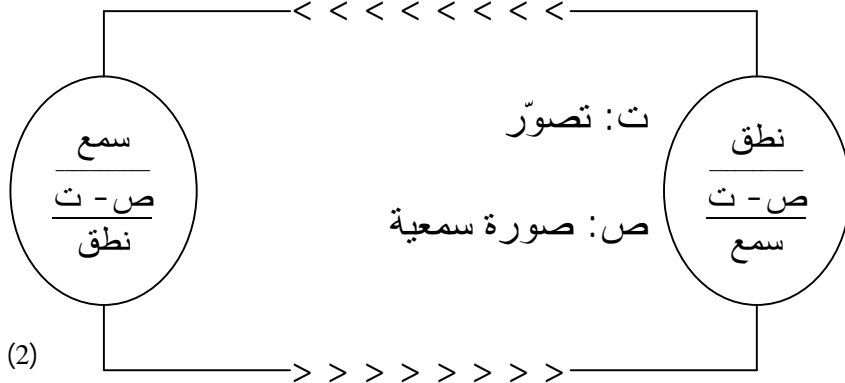 < < < < < < < < <
نطق
ص - ت
سمع
ت: تصوّر
ص: صورة سمعية
سمع
ص - ت
نطق
(2)
> > > > > > > >